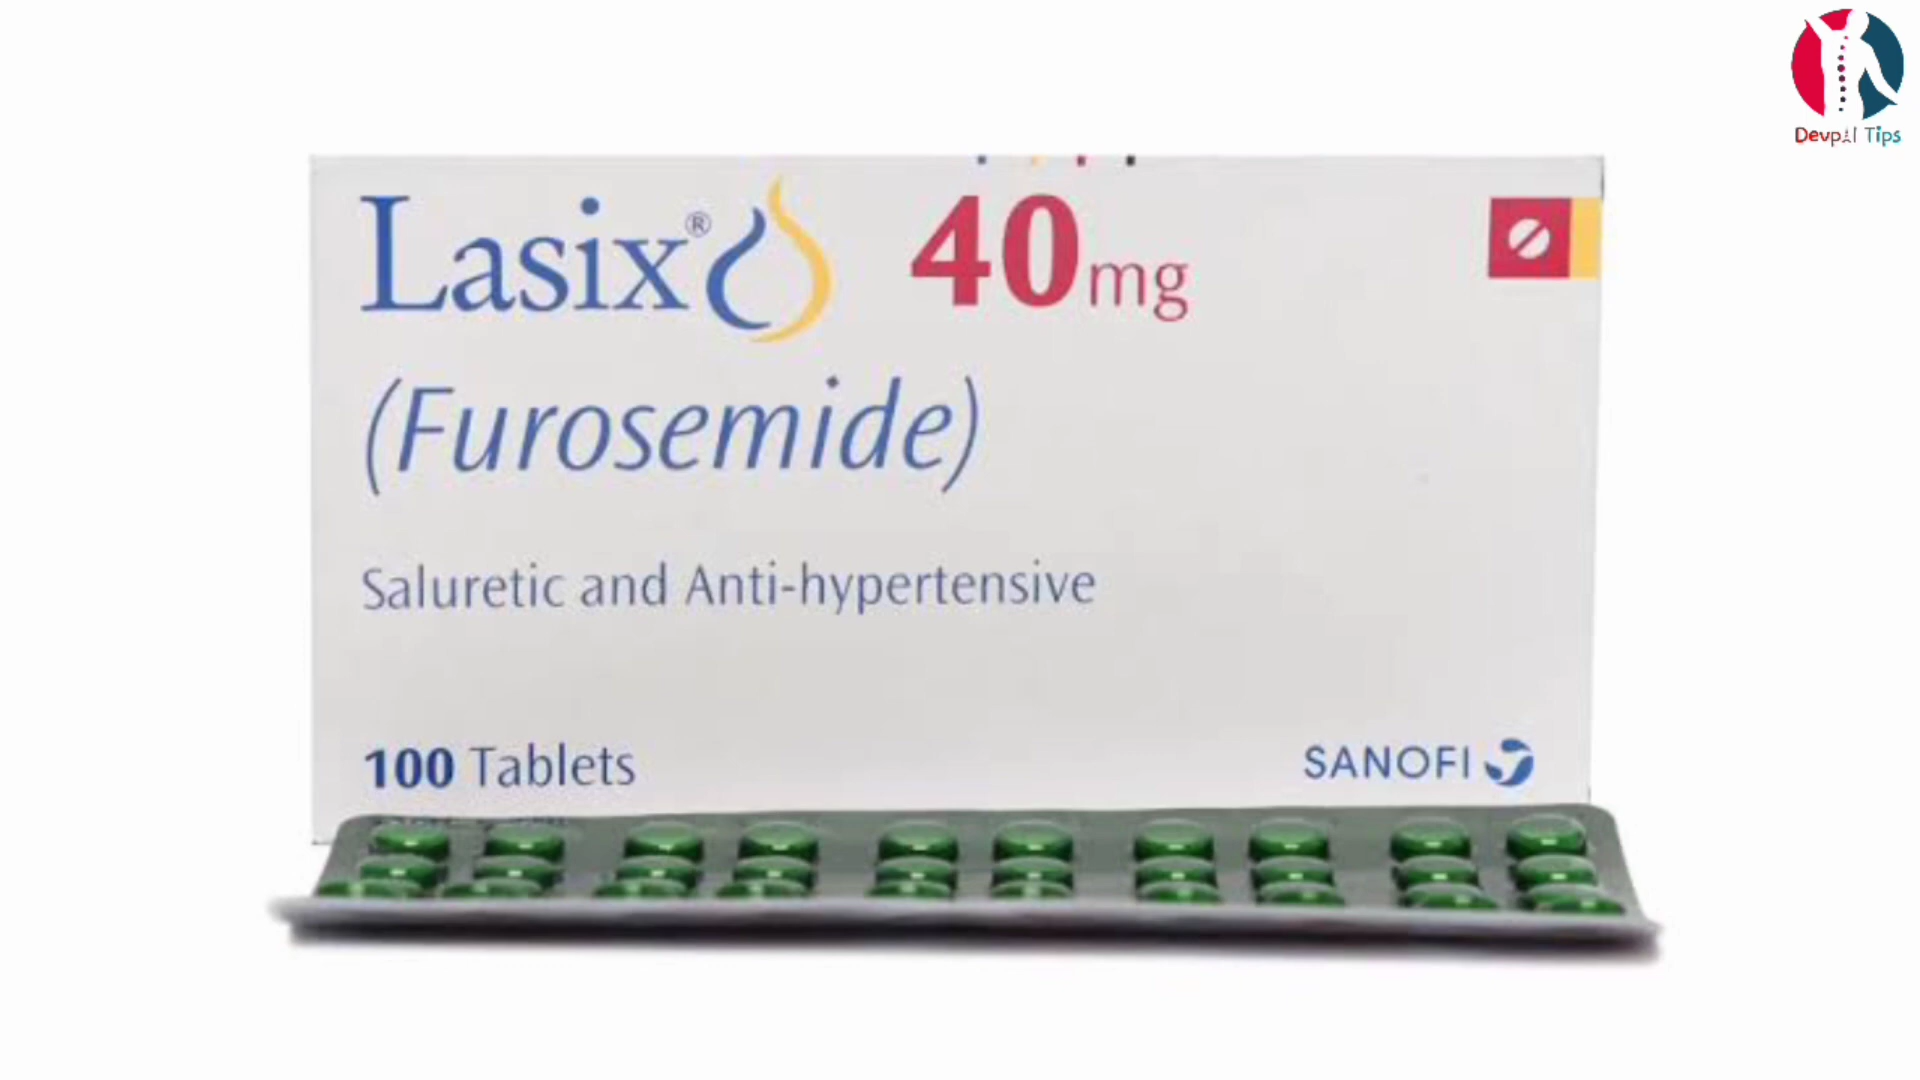 Lasix® 40mg
(Furosemide)
Saluretic and Anti-hypertensive
100 Tablets
SANOFI
Devpal Tips